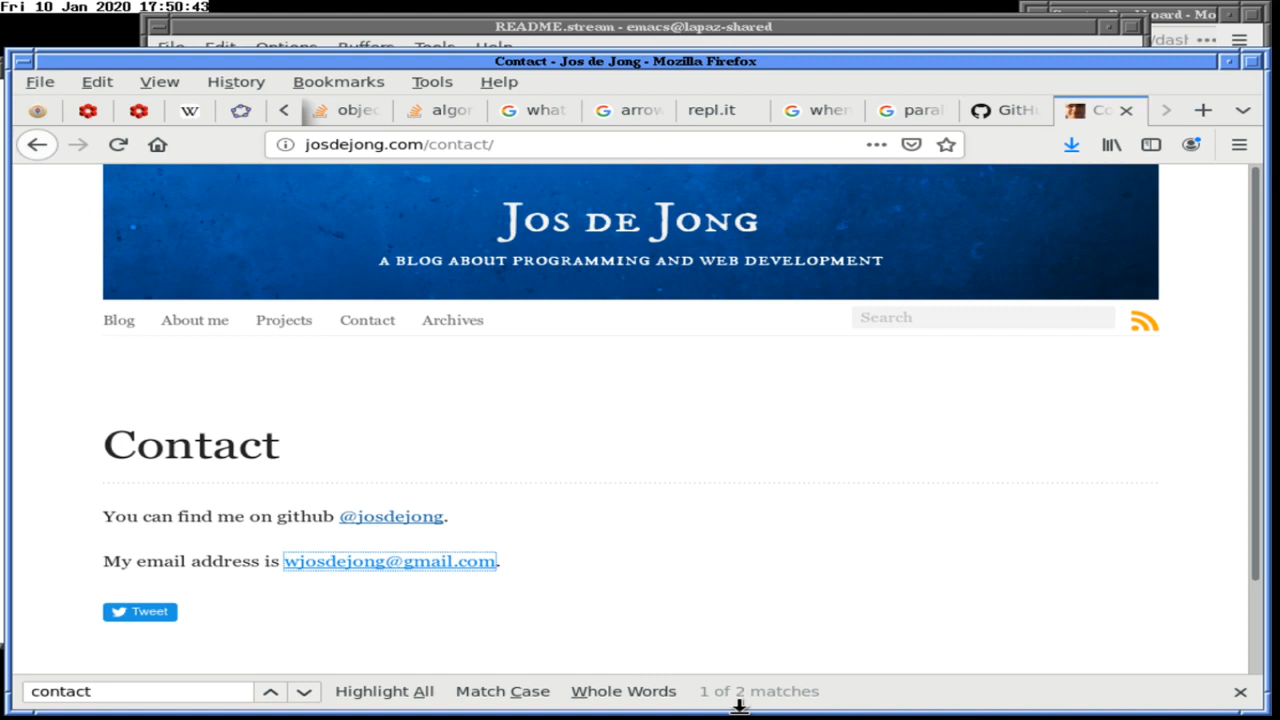 Fri 10 Jan 2020 17:50:43
README.stream - emacs@lapaz-shared
File Edit Options Buffers Tools Help
Contact - Jos de Jong - Mozilla Firefox
File Edit View History Bookmarks Tools Help
W objec algor what arrow repl.it when paral GitHu Co
josdejong.com/contact/
Jos de Jong
A blog about programming and web development
Blog About me Projects Contact Archives Search
Contact
You can find me on github @josdejong.
My email address is wjosdejong@gmail.com.
Tweet
contact Highlight All Match Case Whole Words 1 of 2 matches